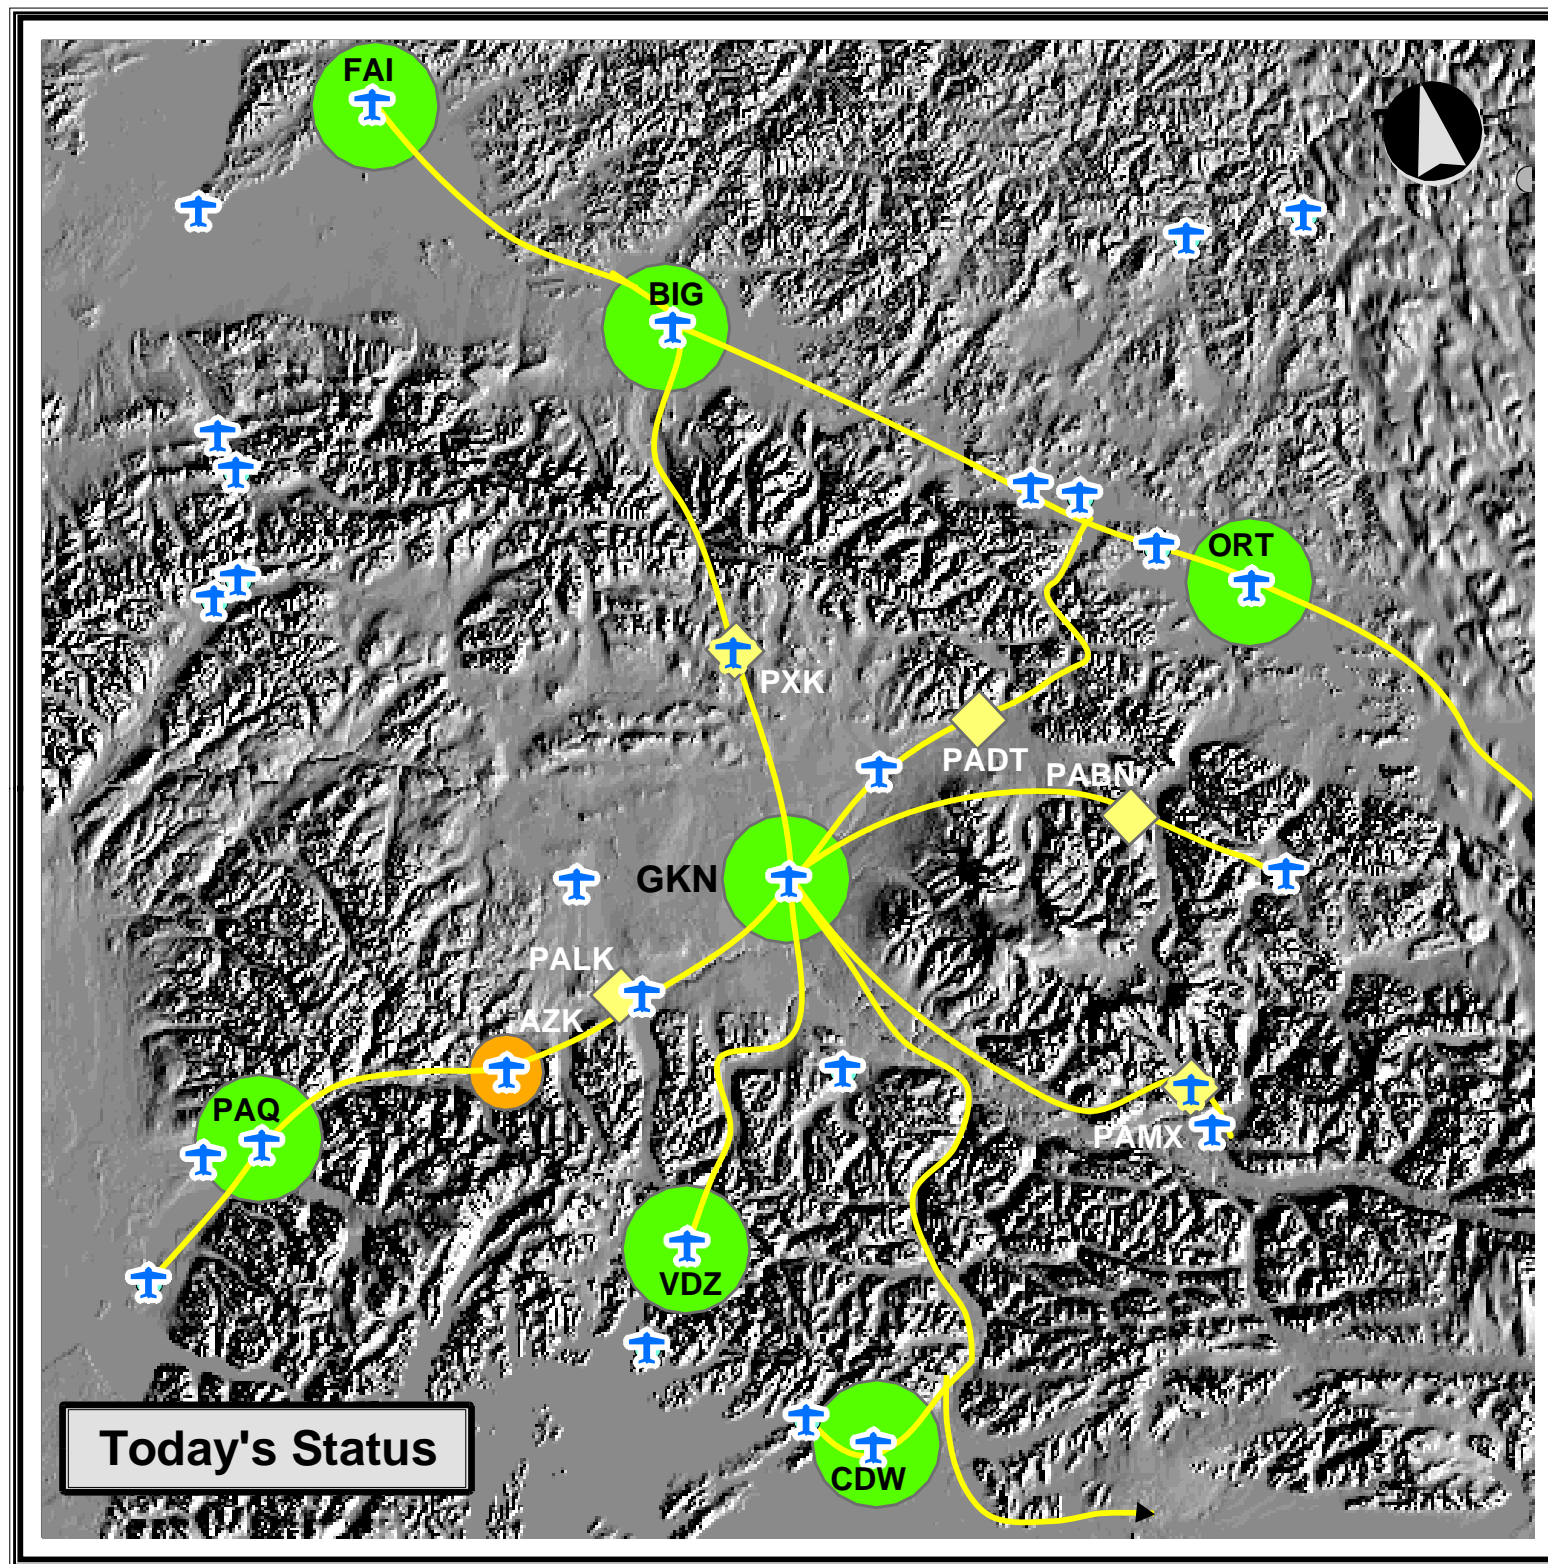 FAI
BIG
ORT
PXK
PADT
PABN
GKN
PALK
AZK
PAQ
PAMX
VDZ
CDW
Today's Status